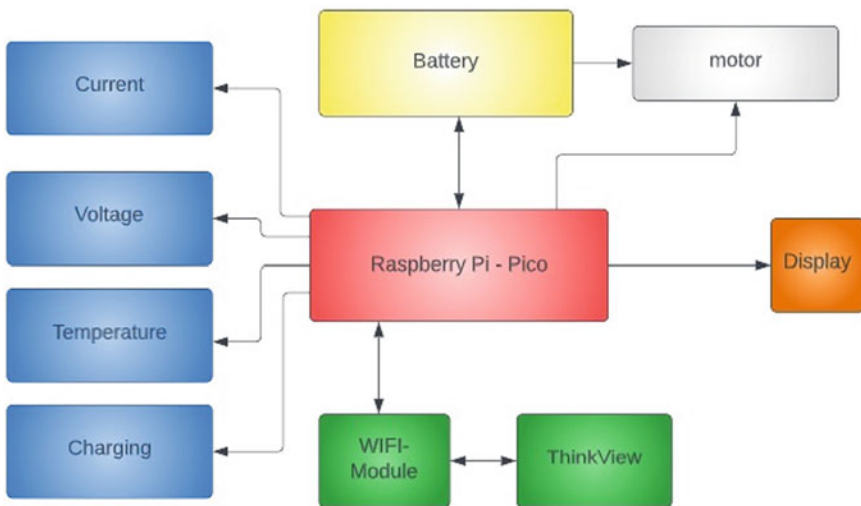 Current
Battery
motor
Voltage
Raspberry Pi - Pico
Display
Temperature
Charging
WIFI-
Module
ThinkView